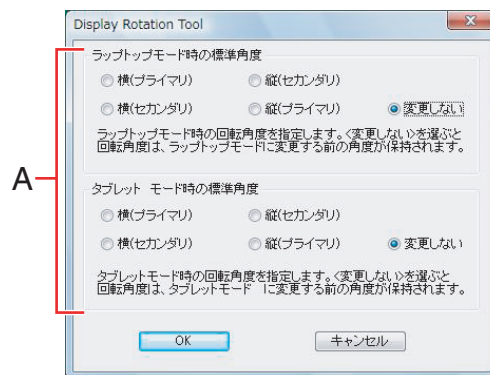 Display Rotation Tool
ラップトップモード時の標準角度
横(プライマリ) 縦(セカンダリ)
横(セカンダリ) 縦(プライマリ) 変更しない
ラップトップモード時の回転角度を指定します。<変更しない>を選ぶと
回転角度は、ラップトップモードに変更する前の角度が保持されます。
A
タブレット モード時の標準角度
横(プライマリ) 縦(セカンダリ)
横(セカンダリ) 縦(プライマリ) 変更しない
タブレットモード時の回転角度を指定します。<変更しない>を選ぶと
回転角度は、タブレットモード に変更する前の角度が保持されます。
OK キャンセル